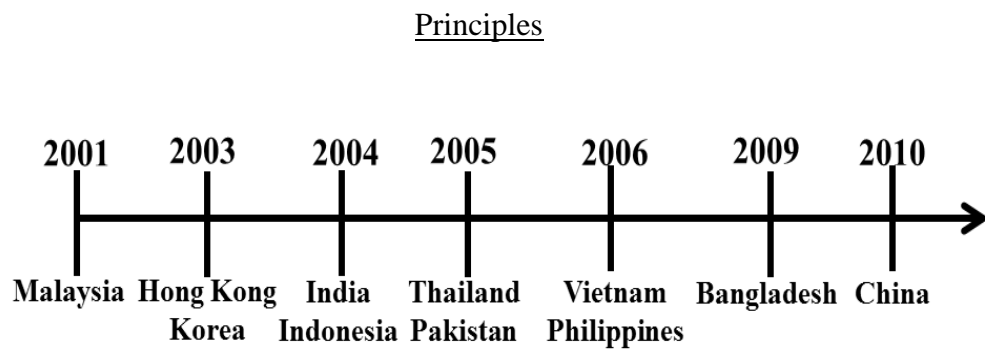 Principles
2001 2003 2004 2005 2006 2009 2010
Malaysia Hong Kong India Thailand Vietnam Bangladesh China
Korea Indonesia Pakistan Philippines